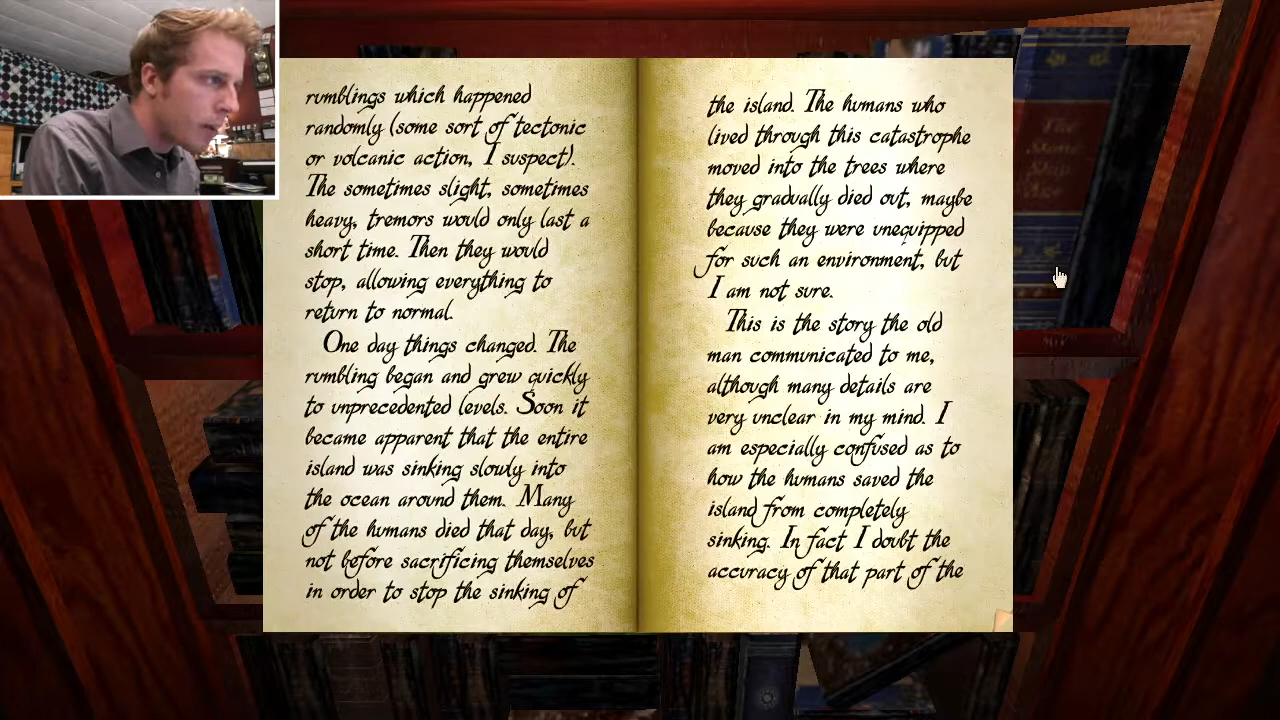 rumblings which happened
randomly (some sort of tectonic
or volcanic action, I suspect).
The sometimes slight, sometimes
heavy, tremors would only last a
short time. Then they would
stop, allowing everything to
return to normal.
One day things changed. The
rumbling began and grew quickly
to unprecedented levels. Soon it
became apparent that the entire
island was sinking slowly into
the ocean around them. Many
of the humans died that day, but
not before sacrificing themselves
in order to stop the sinking of
the island. The humans who
lived through this catastrophe
moved into the trees where
they gradually died out, maybe
because they were unequipped
for such an environment, but
I am not sure.
This is the story the old
man communicated to me,
although many details are
very unclear in my mind. I
am especially confused as to
how the humans saved the
island from completely
sinking. In fact I doubt the
accuracy of that part of the